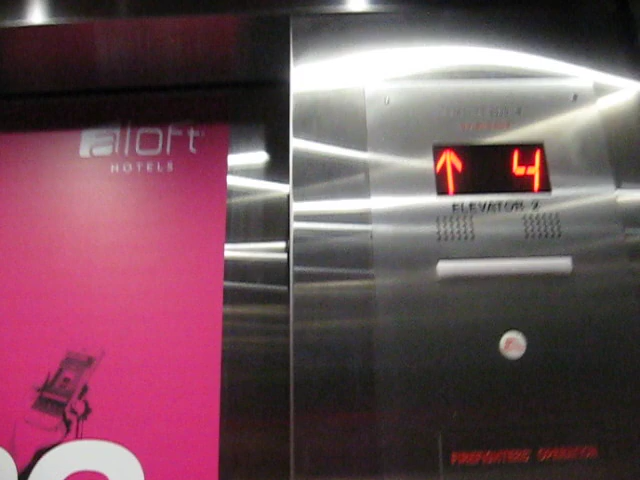 aloft
HOTELS
↑ 4
ELEVATOR 2
FIREFIGHTERS' OPERATION